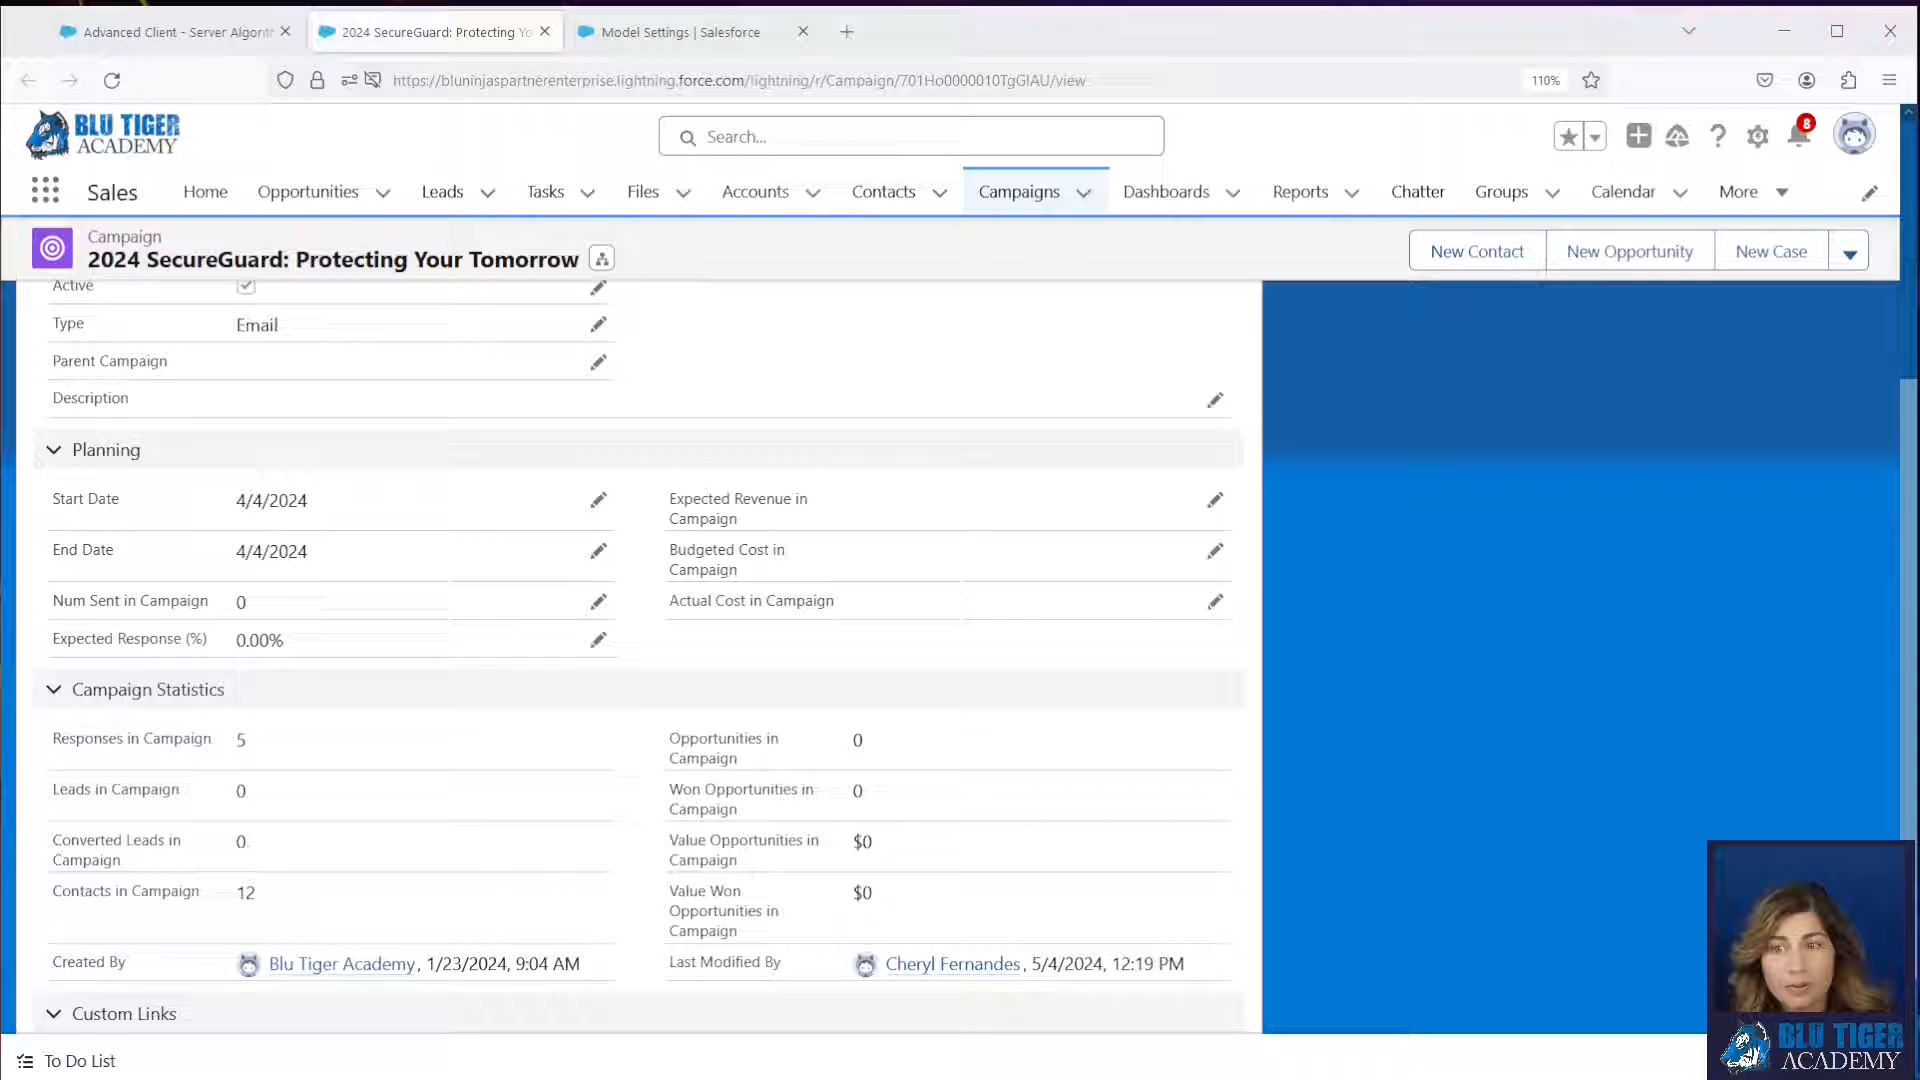 Advanced Client - Server Algorit
2024 SecureGuard: Protecting Yo
Model Settings | Salesforce
https://bluninjaspartnerenterprise.lightning.force.com/lightning/r/Campaign/701Ho0000010TgGIAU/view
110%
BLU TIGER
ACADEMY
Search...
8
Sales
Home
Opportunities
Leads
Tasks
Files
Accounts
Contacts
Campaigns
Dashboards
Reports
Chatter
Groups
Calendar
More
Campaign
2024 SecureGuard: Protecting Your Tomorrow
New Contact
New Opportunity
New Case
Active
Type
Email
Parent Campaign
Description
Planning
Start Date
4/4/2024
Expected Revenue in
Campaign
End Date
4/4/2024
Budgeted Cost in
Campaign
Num Sent in Campaign
0
Actual Cost in Campaign
Expected Response (%)
0.00%
Campaign Statistics
Responses in Campaign
5
Opportunities in
Campaign
0
Leads in Campaign
0
Won Opportunities in
Campaign
0
Converted Leads in
Campaign
0
Value Opportunities in
Campaign
$0
Contacts in Campaign
12
Value Won
Opportunities in
Campaign
$0
Created By
Blu Tiger Academy, 1/23/2024, 9:04 AM
Last Modified By
Cheryl Fernandes, 5/4/2024, 12:19 PM
Custom Links
To Do List
BLU TIGER
ACADEMY